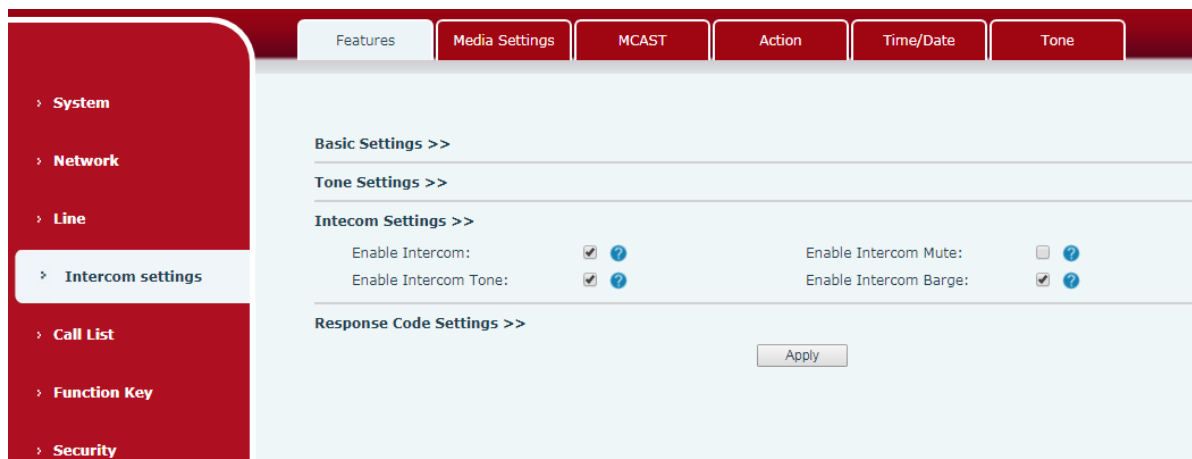 Features Media Settings MCAST Action Time/Date Tone
› System
› Network
› Line
› Intercom settings
› Call List
› Function Key
› Security
Basic Settings >>
Tone Settings >>
Intecom Settings >>
Enable Intercom: ? Enable Intercom Mute: ?
Enable Intercom Tone: ? Enable Intercom Barge: ?
Response Code Settings >>
Apply